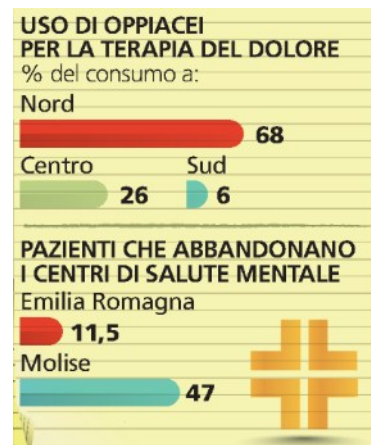 USO DI OPPIACEI
PER LA TERAPIA DEL DOLORE
% del consumo a:
Nord
68
Centro Sud
26 6
PAZIENTI CHE ABBANDONANO
I CENTRI DI SALUTE MENTALE
Emilia Romagna
11,5
Molise
47